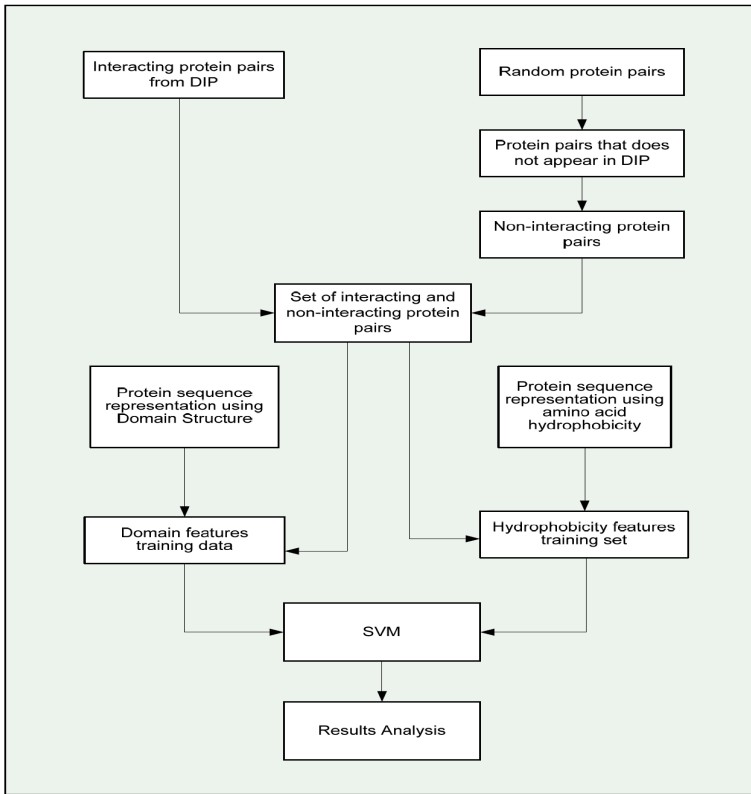 Interacting protein pairs
from DIP
Random protein pairs
Protein pairs that does
not appear in DIP
Non-interacting protein
pairs
Set of interacting and
non-interacting protein
pairs
Protein sequence
representation using
Domain Structure
Protein sequence
representation using
amino acid
hydrophobicity
Domain features
training data
Hydrophobicity features
training set
SVM
Results Analysis